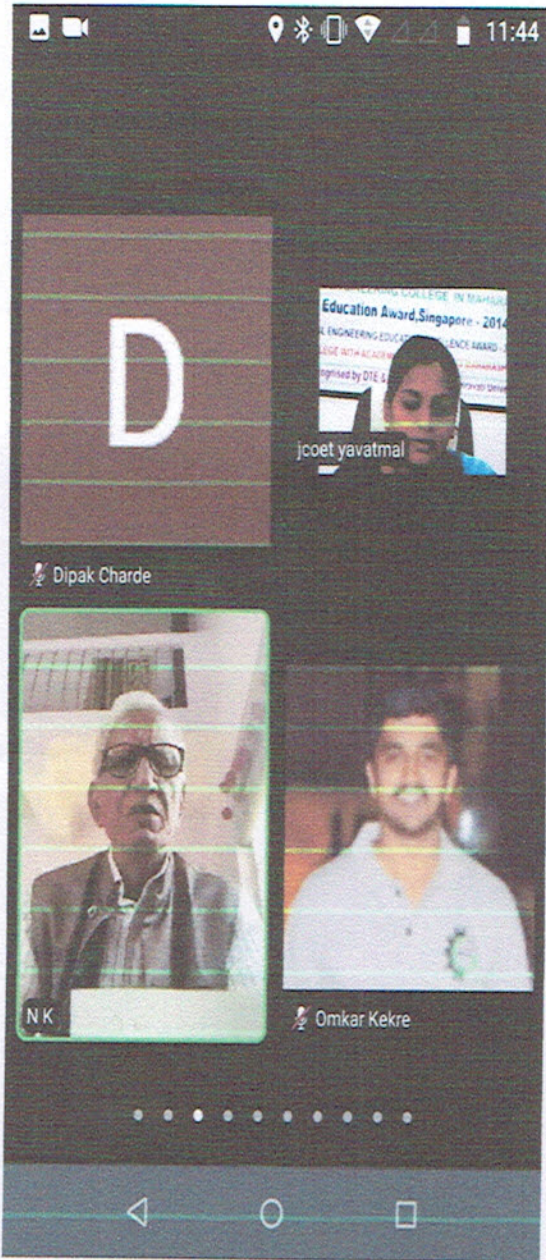 11:44
D
Dipak Charde
Education Award,Singapore - 2014
jcoet yavatmal
N K
Omkar Kekre